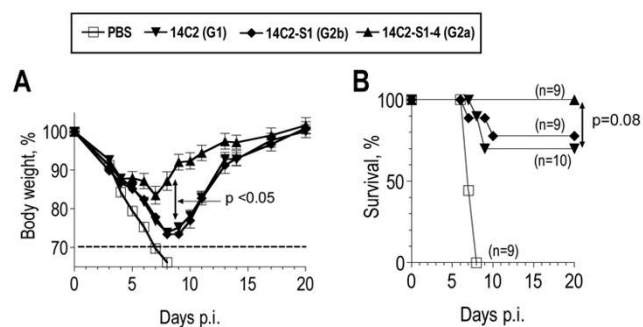 PBS 14C2 (G1) 14C2-S1 (G2b) 14C2-S1-4 (G2a)
A
Body weight, %
100
90
80
70
p <0.05
0 5 10 15 20
Days p.i.
B
Survival, %
100
50
0
(n=9)
(n=9)
p=0.08
(n=10)
(n=9)
0 5 10 15 20
Days p.i.